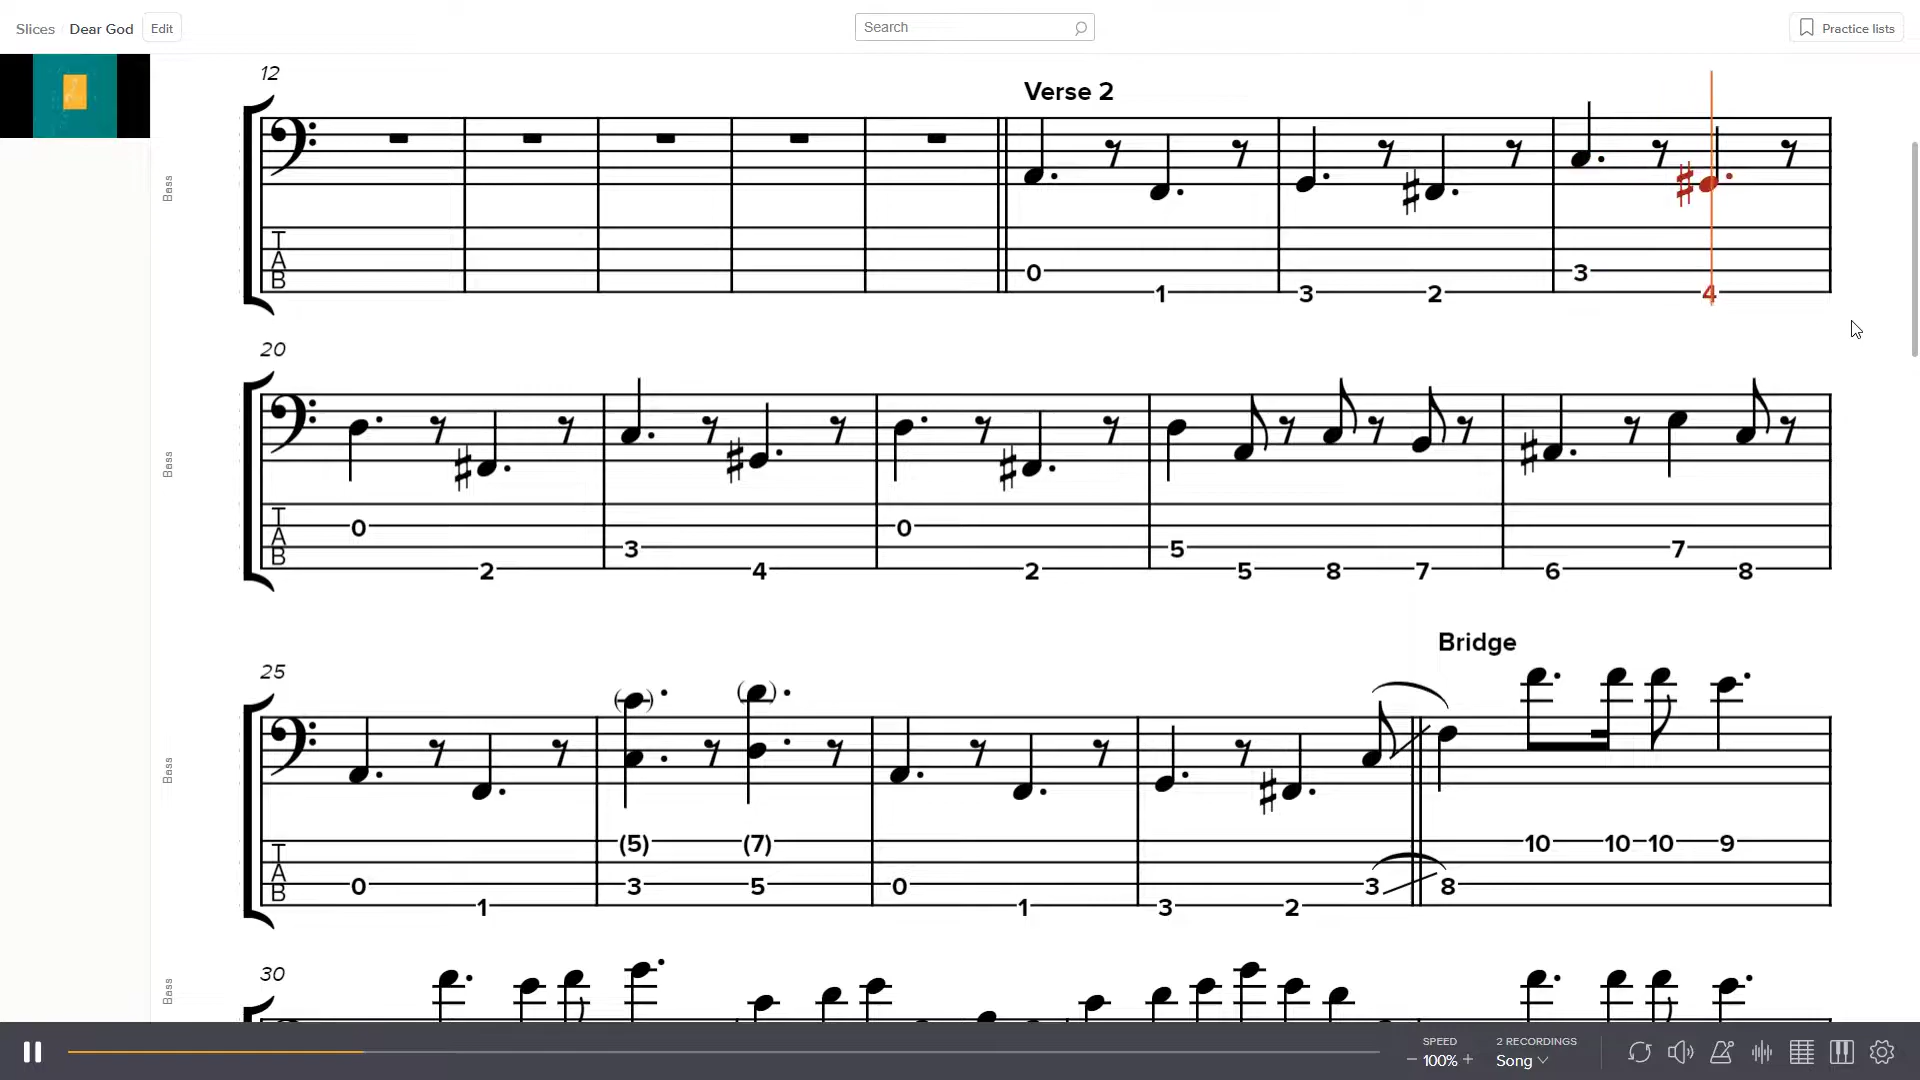 Slices / Dear God Edit
Search
Practice lists
12
Verse 2
Bass
T
A
B
0 1 3 2 3 4
20
Bass
T
A
B
0 2 3 4 0 2 5 5 8 7 6 7 8
25
Bridge
Bass
T
A
B
(5) (7) 10 10 10 9
0 3 5 0 3 8
1 1 3 2
30
Bass
SPEED
− 100% +
2 RECORDINGS
Song